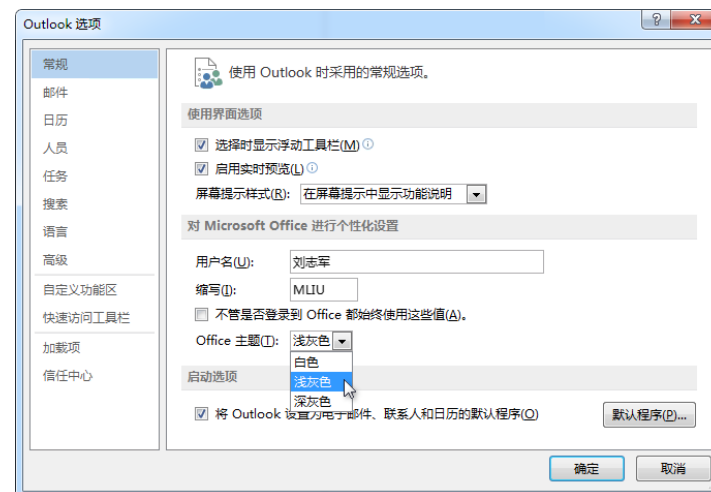 Outlook 选项
常规
邮件
日历
人员
任务
搜索
语言
高级
自定义功能区
快速访问工具栏
加载项
信任中心
使用 Outlook 时采用的常规选项。
使用界面选项
选择时显示浮动工具栏(M)
启用实时预览(L)
屏幕提示样式(R): 在屏幕提示中显示功能说明
对 Microsoft Office 进行个性化设置
用户名(U): 刘志军
缩写(I): MLIU
不管是否登录到 Office 都始终使用这些值(A)。
Office 主题(T): 浅灰色
白色
浅灰色
深灰色
启动选项
将 Outlook 设置为电子邮件、联系人和日历的默认程序(O)
默认程序(P)...
确定 取消